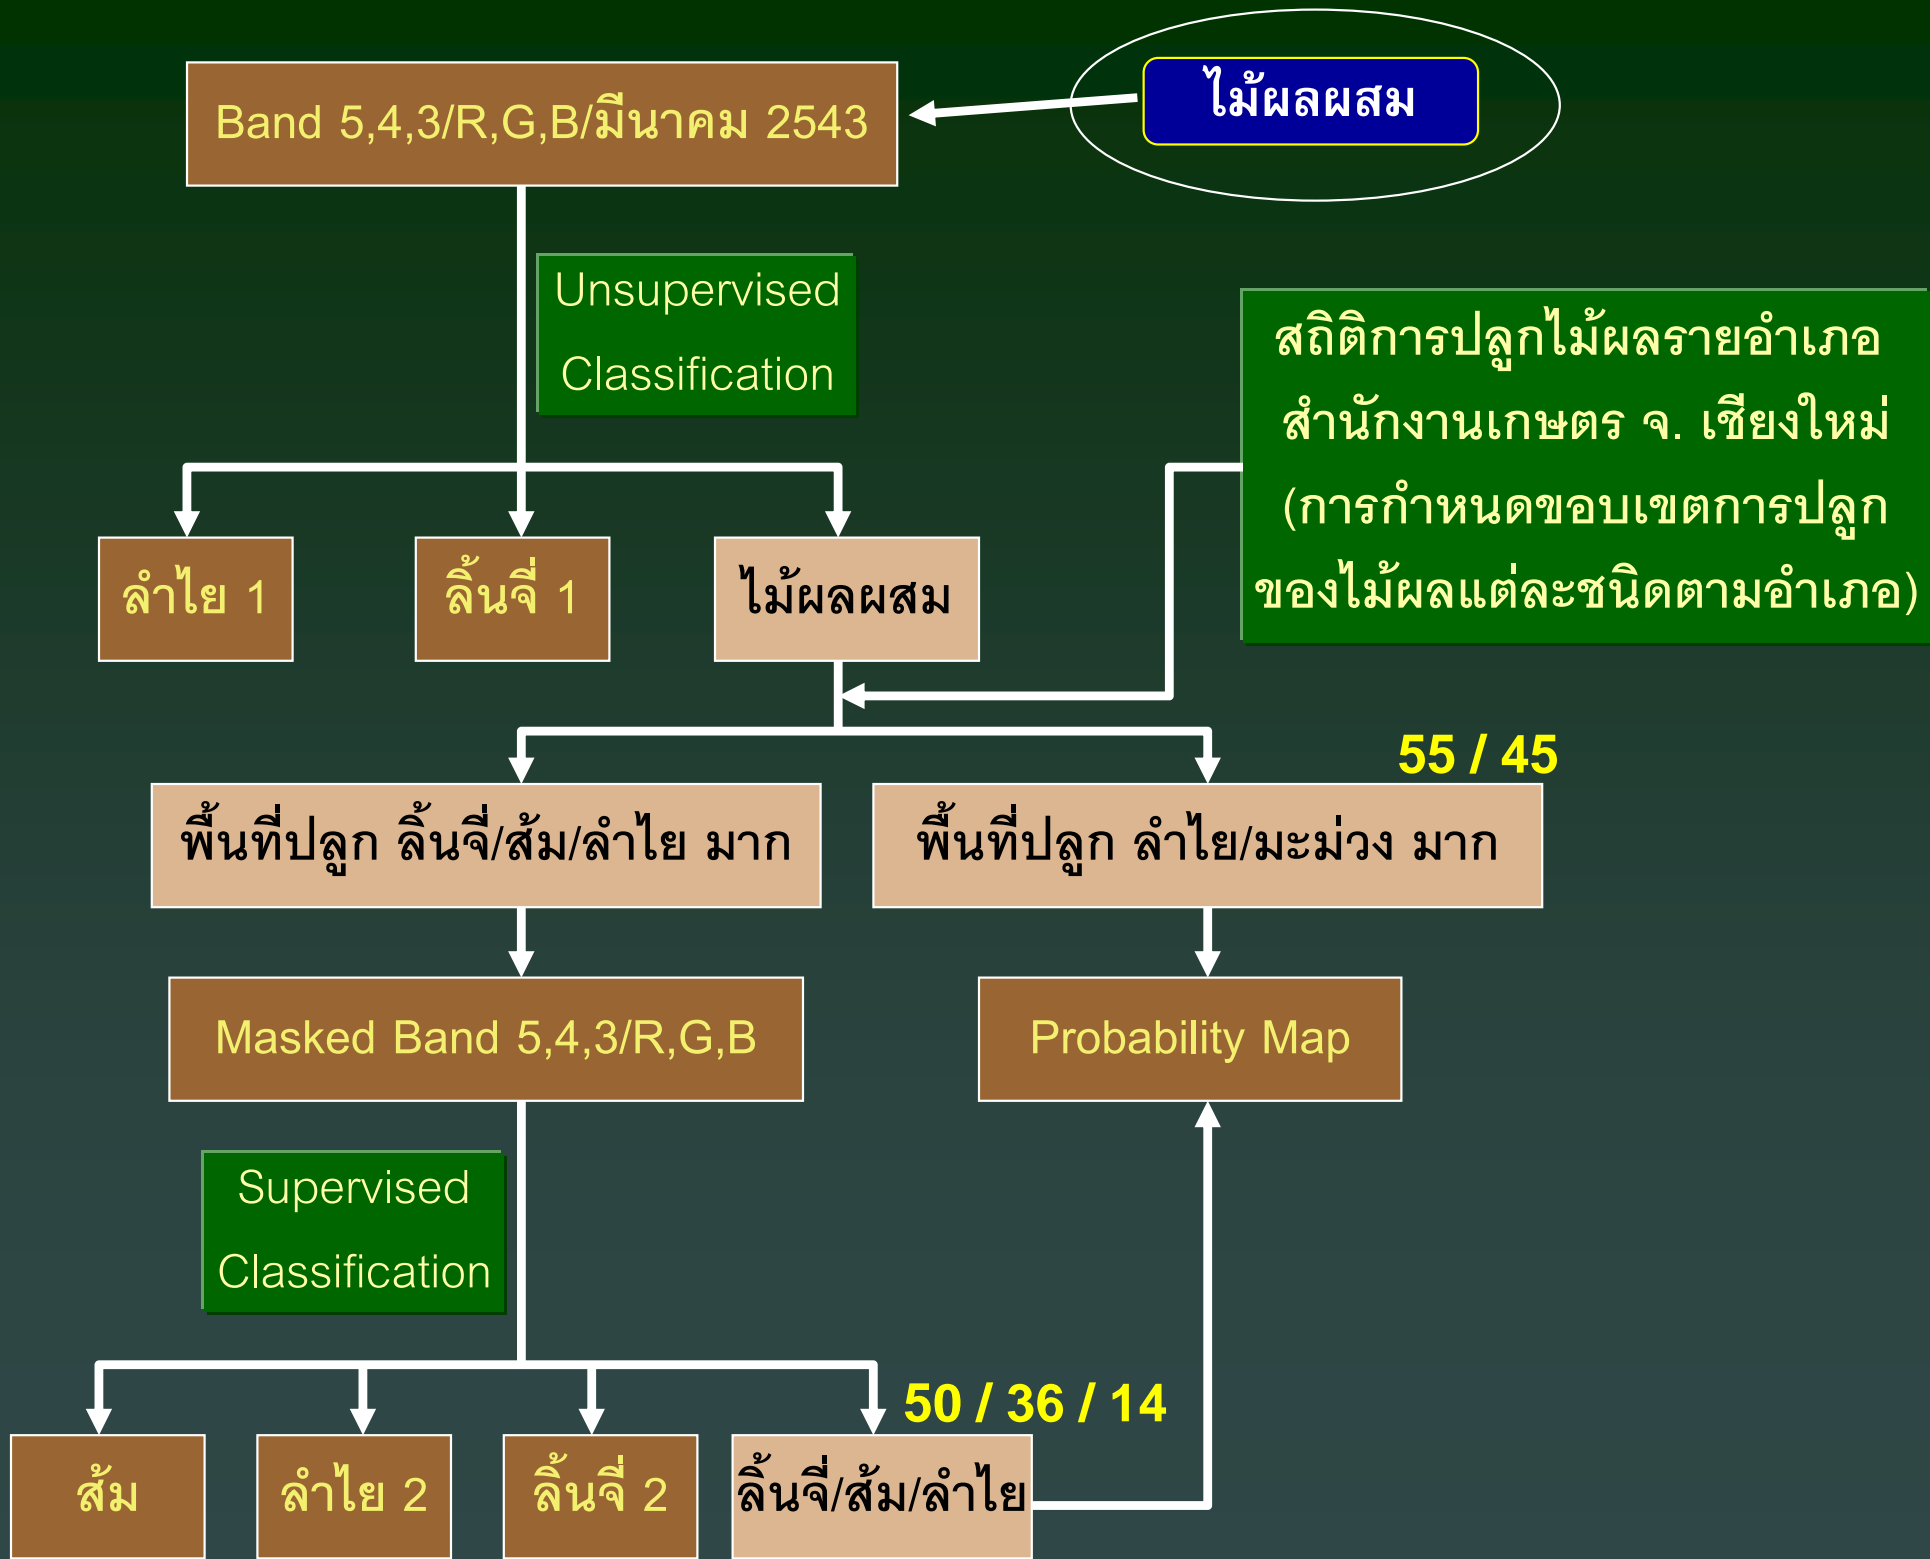 ไม้ผลผสม
Band 5,4,3/R,G,B/มีนาคม 2543
Unsupervised
Classification
สถิติการปลูกไม้ผลรายอำเภอ
สำนักงานเกษตร จ. เชียงใหม่
(การกำหนดขอบเขตการปลูก
ของไม้ผลแต่ละชนิดตามอำเภอ)
ลำไย 1
ลิ้นจี่ 1
ไม้ผลผสม
55 / 45
พื้นที่ปลูก ลิ้นจี่/ส้ม/ลำไย มาก
พื้นที่ปลูก ลำไย/มะม่วง มาก
Masked Band 5,4,3/R,G,B
Probability Map
Supervised
Classification
50 / 36 / 14
ส้ม
ลำไย 2
ลิ้นจี่ 2
ลิ้นจี่/ส้ม/ลำไย